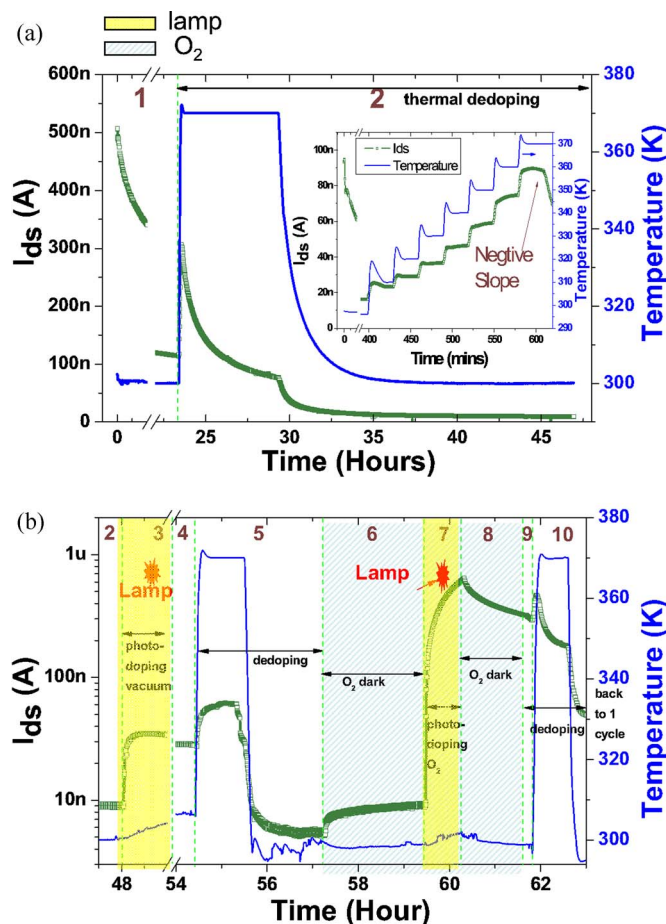 (a)
lamp
O2
600n
500n
400n
300n
200n
100n
0
Ids (A)
1
2
thermal dedoping
380
360
340
320
300
Temperature (K)
0
25
30
35
40
45
Time (Hours)
Ids
Temperature
100n
80n
60n
40n
20n
0
Ids (A)
370
360
350
340
330
320
310
300
290
Temperature (K)
Negtive
Slope
0
400
450
500
550
600
Time (mins)
(b)
2
3
4
5
6
7
8
9
10
1u
100n
10n
Ids (A)
Lamp
photo-
doping
vacuum
dedoping
O2 dark
Lamp
photo-
doping
O2
O2 dark
dedoping
back
to 1
cycle
380
360
340
320
300
Temperature (K)
48
54
56
58
60
62
Time (Hour)